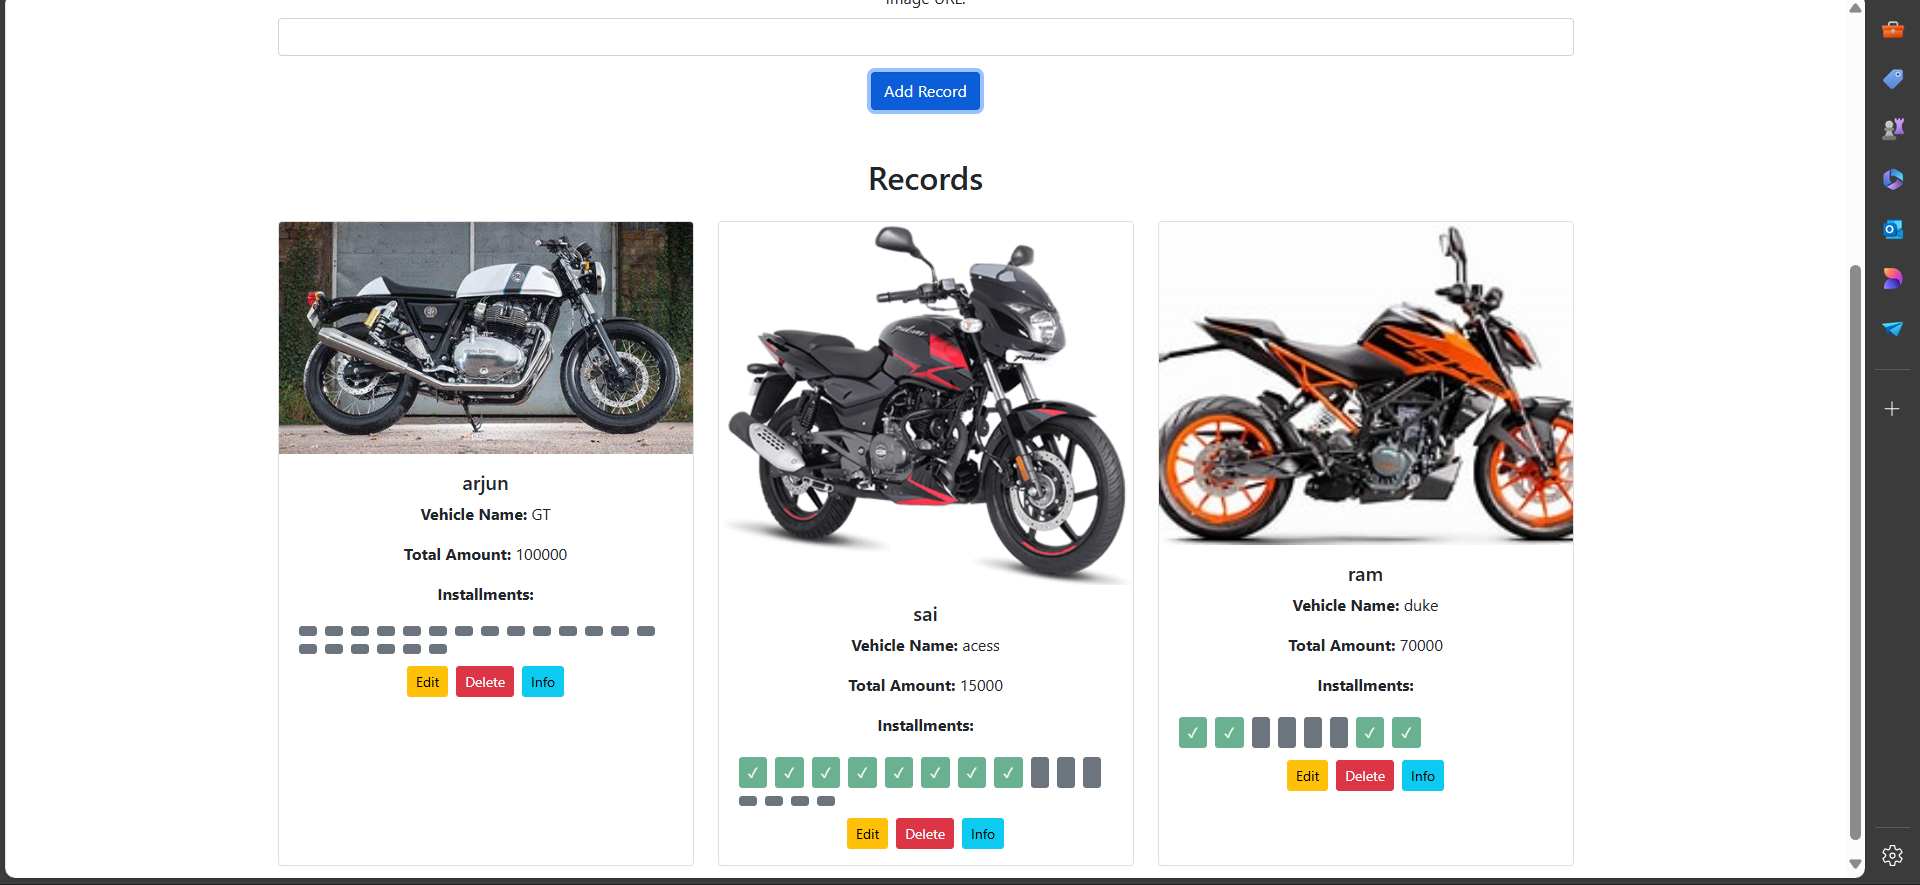 Image URL:
Add Record
Records
arjun
Vehicle Name: GT
Total Amount: 100000
Installments:
Edit Delete Info
pulsar
pulsar
sai
Vehicle Name: acess
Total Amount: 15000
Installments:
✓ ✓ ✓ ✓ ✓ ✓ ✓ ✓
Edit Delete Info
ram
Vehicle Name: duke
Total Amount: 70000
Installments:
✓ ✓ ✓ ✓
Edit Delete Info